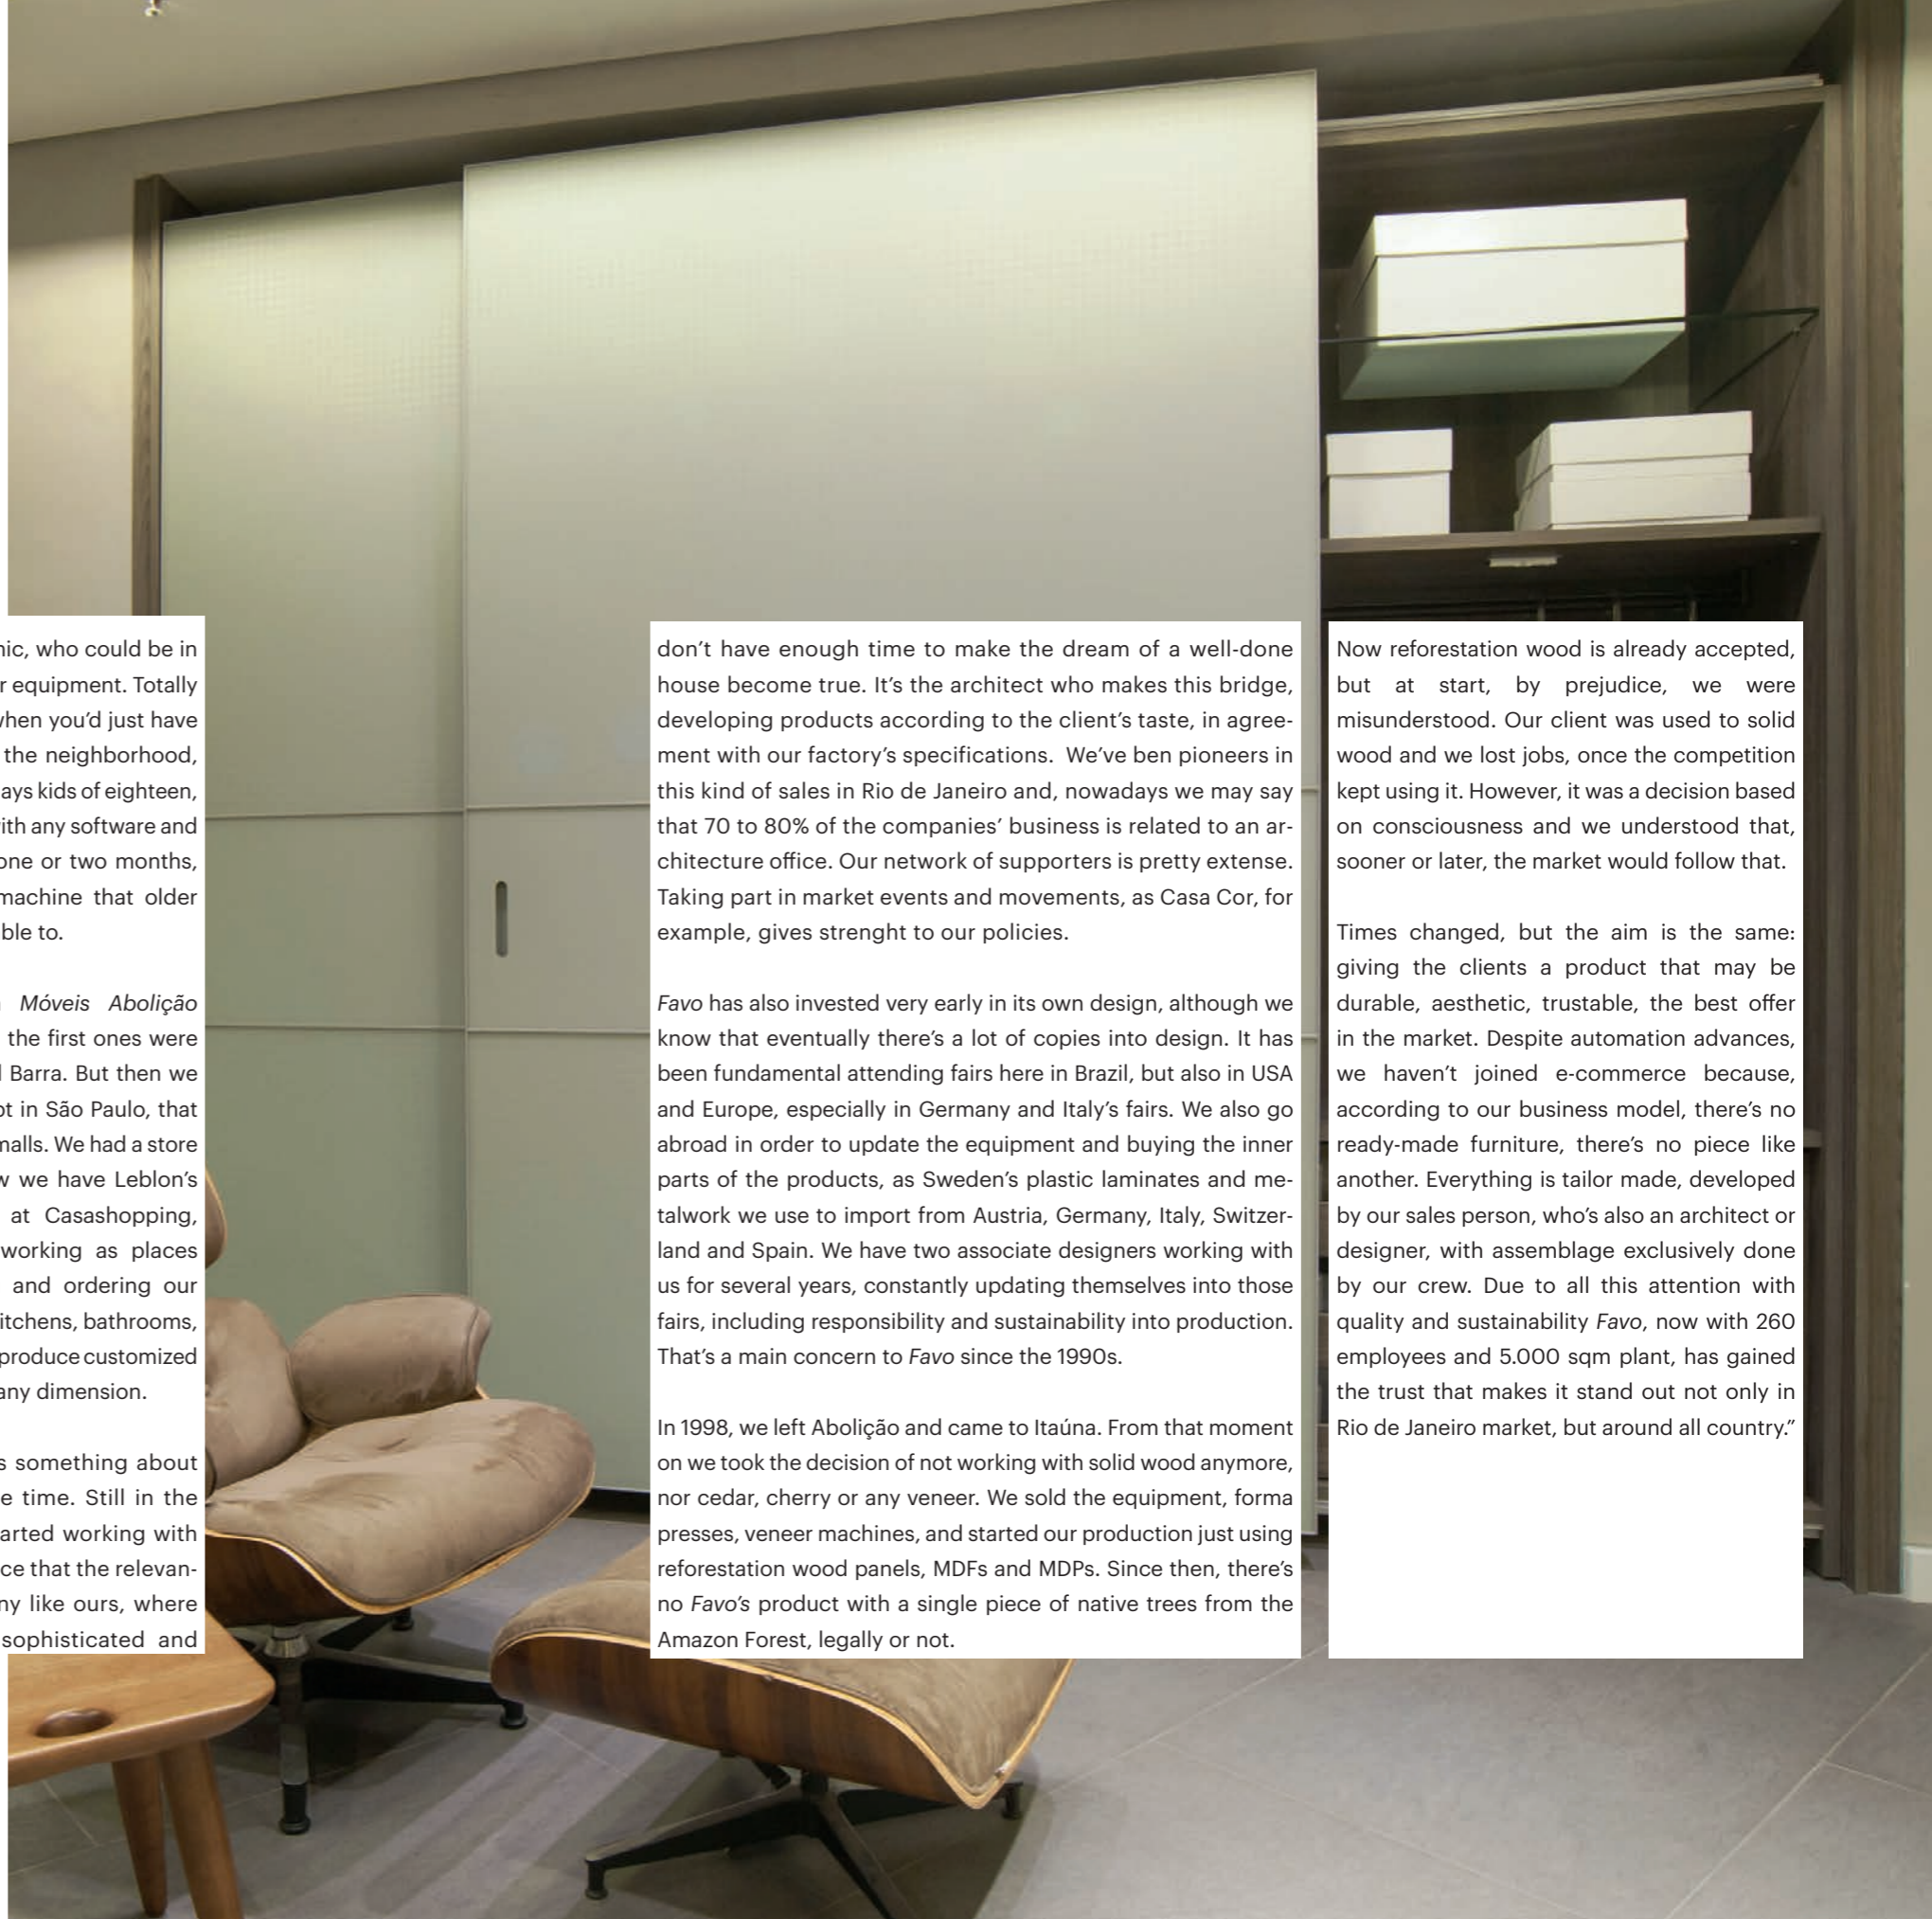 who could be in
equipment. Totally
when you'd just have
the neighborhood,
kids of eighteen,
with any software and
one or two months,
machine that older
to.
Móveis Abolição
the first ones were
Barra. But then we
in São Paulo, that
malls. We had a store
we have Leblon's
at Casashopping,
working as places
and ordering our
kitchens, bathrooms,
produce customized
any dimension.
something about
time. Still in the
started working with
that the relevan-
like ours, where
sophisticated and
don't have enough time to make the dream of a well-done
house become true. It's the architect who makes this bridge,
developing products according to the client's taste, in agree-
ment with our factory's specifications. We've ben pioneers in
this kind of sales in Rio de Janeiro and, nowadays we may say
that 70 to 80% of the companies' business is related to an ar-
chitecture office. Our network of supporters is pretty extense.
Taking part in market events and movements, as Casa Cor, for
example, gives strenght to our policies.
Favo has also invested very early in its own design, although we
know that eventually there's a lot of copies into design. It has
been fundamental attending fairs here in Brazil, but also in USA
and Europe, especially in Germany and Italy's fairs. We also go
abroad in order to update the equipment and buying the inner
parts of the products, as Sweden's plastic laminates and me-
talwork we use to import from Austria, Germany, Italy, Switzer-
land and Spain. We have two associate designers working with
us for several years, constantly updating themselves into those
fairs, including responsibility and sustainability into production.
That's a main concern to Favo since the 1990s.
In 1998, we left Abolição and came to Itaúna. From that moment
on we took the decision of not working with solid wood anymore,
nor cedar, cherry or any veneer. We sold the equipment, forma
presses, veneer machines, and started our production just using
reforestation wood panels, MDFs and MDPs. Since then, there's
no Favo's product with a single piece of native trees from the
Amazon Forest, legally or not.
Now reforestation wood is already accepted,
but at start, by prejudice, we were
misunderstood. Our client was used to solid
wood and we lost jobs, once the competition
kept using it. However, it was a decision based
on consciousness and we understood that,
sooner or later, the market would follow that.
Times changed, but the aim is the same:
giving the clients a product that may be
durable, aesthetic, trustable, the best offer
in the market. Despite automation advances,
we haven't joined e-commerce because,
according to our business model, there's no
ready-made furniture, there's no piece like
another. Everything is tailor made, developed
by our sales person, who's also an architect or
designer, with assemblage exclusively done
by our crew. Due to all this attention with
quality and sustainability Favo, now with 260
employees and 5.000 sqm plant, has gained
the trust that makes it stand out not only in
Rio de Janeiro market, but around all country."